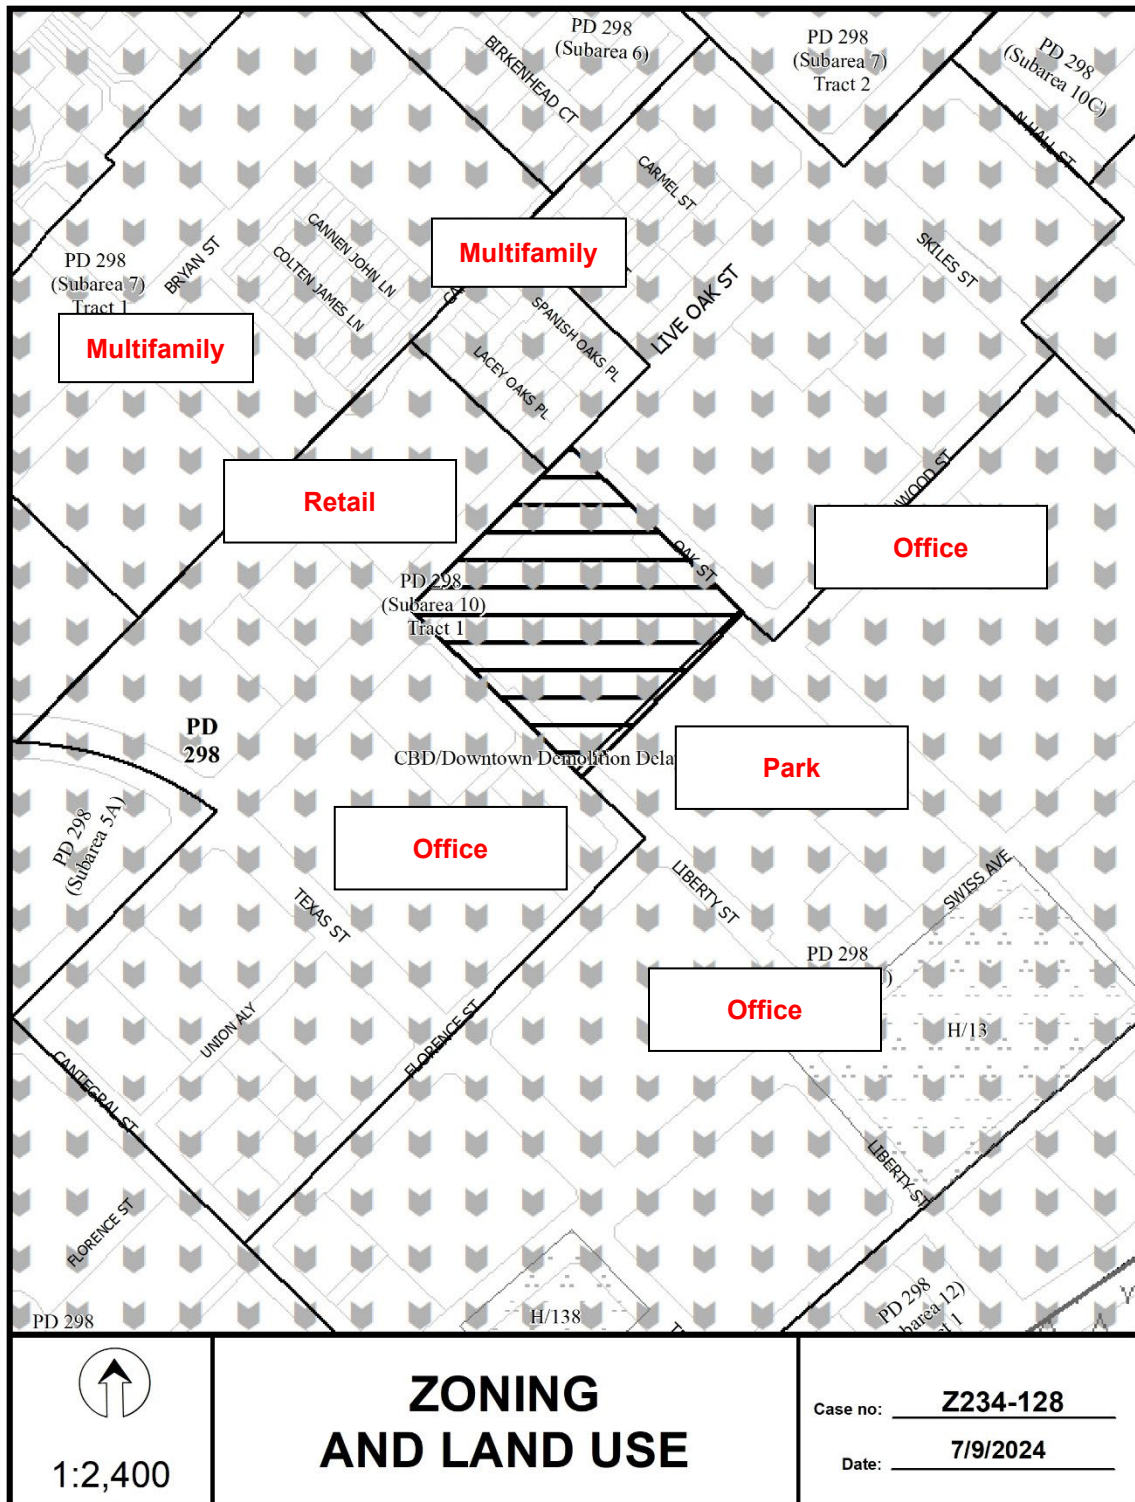 PD 298
(Subarea 6)
PD 298
(Subarea 7)
Tract 2
PD 298
(Subarea 10C)
BIRKENHEAD CT
N HALL ST
CARMEL ST
CANNEN JOHN LN
COLTEN JAMES LN
BRYAN ST
PD 298
(Subarea 7)
Tract 1
Multifamily
Multifamily
SKILES ST
LIVE OAK ST
SPANISH OAKS PL
LACEY OAKS PL
Retail
Office
OAK ST
PD 298
(Subarea 10)
Tract 1
PD
298
CBD/Downtown Demolition Dela
Park
PD 298
(Subarea 5A)
Office
TEXAS ST
LIBERTY ST
SWISS AVE
PD 298
Office
H/13
UNION ALY
FLORENCE ST
CANTEGRAL ST
LIBERTY ST
FLORENCE ST
PD 298
H/138
PD 298
barea 12)
1:2,400
ZONING
AND LAND USE
Case no: Z234-128
Date: 7/9/2024